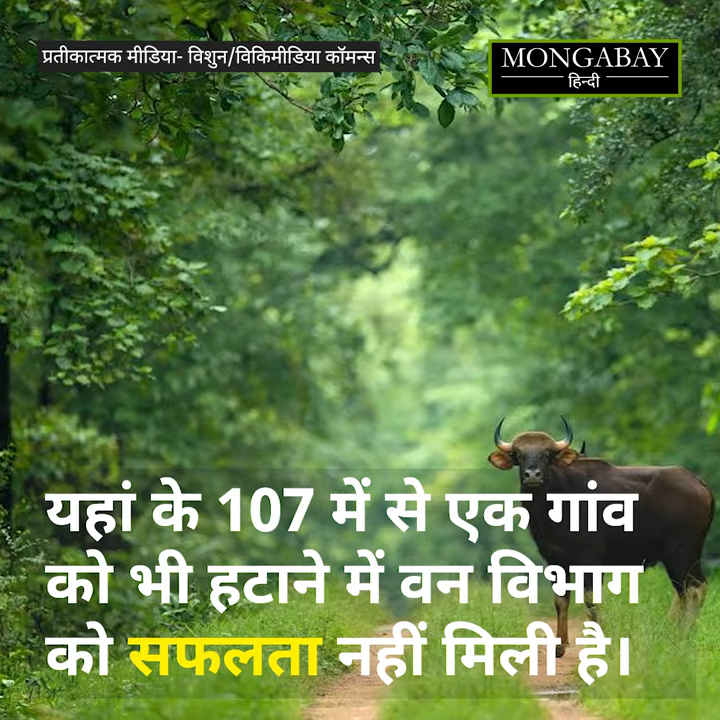 प्रतीकात्मक मीडिया- विशुन/विकिमीडिया कॉमन्स
MONGABAY
हिन्दी
यहां के 107 में से एक गांव
को भी हटाने में वन विभाग
को सफलता नहीं मिली है।